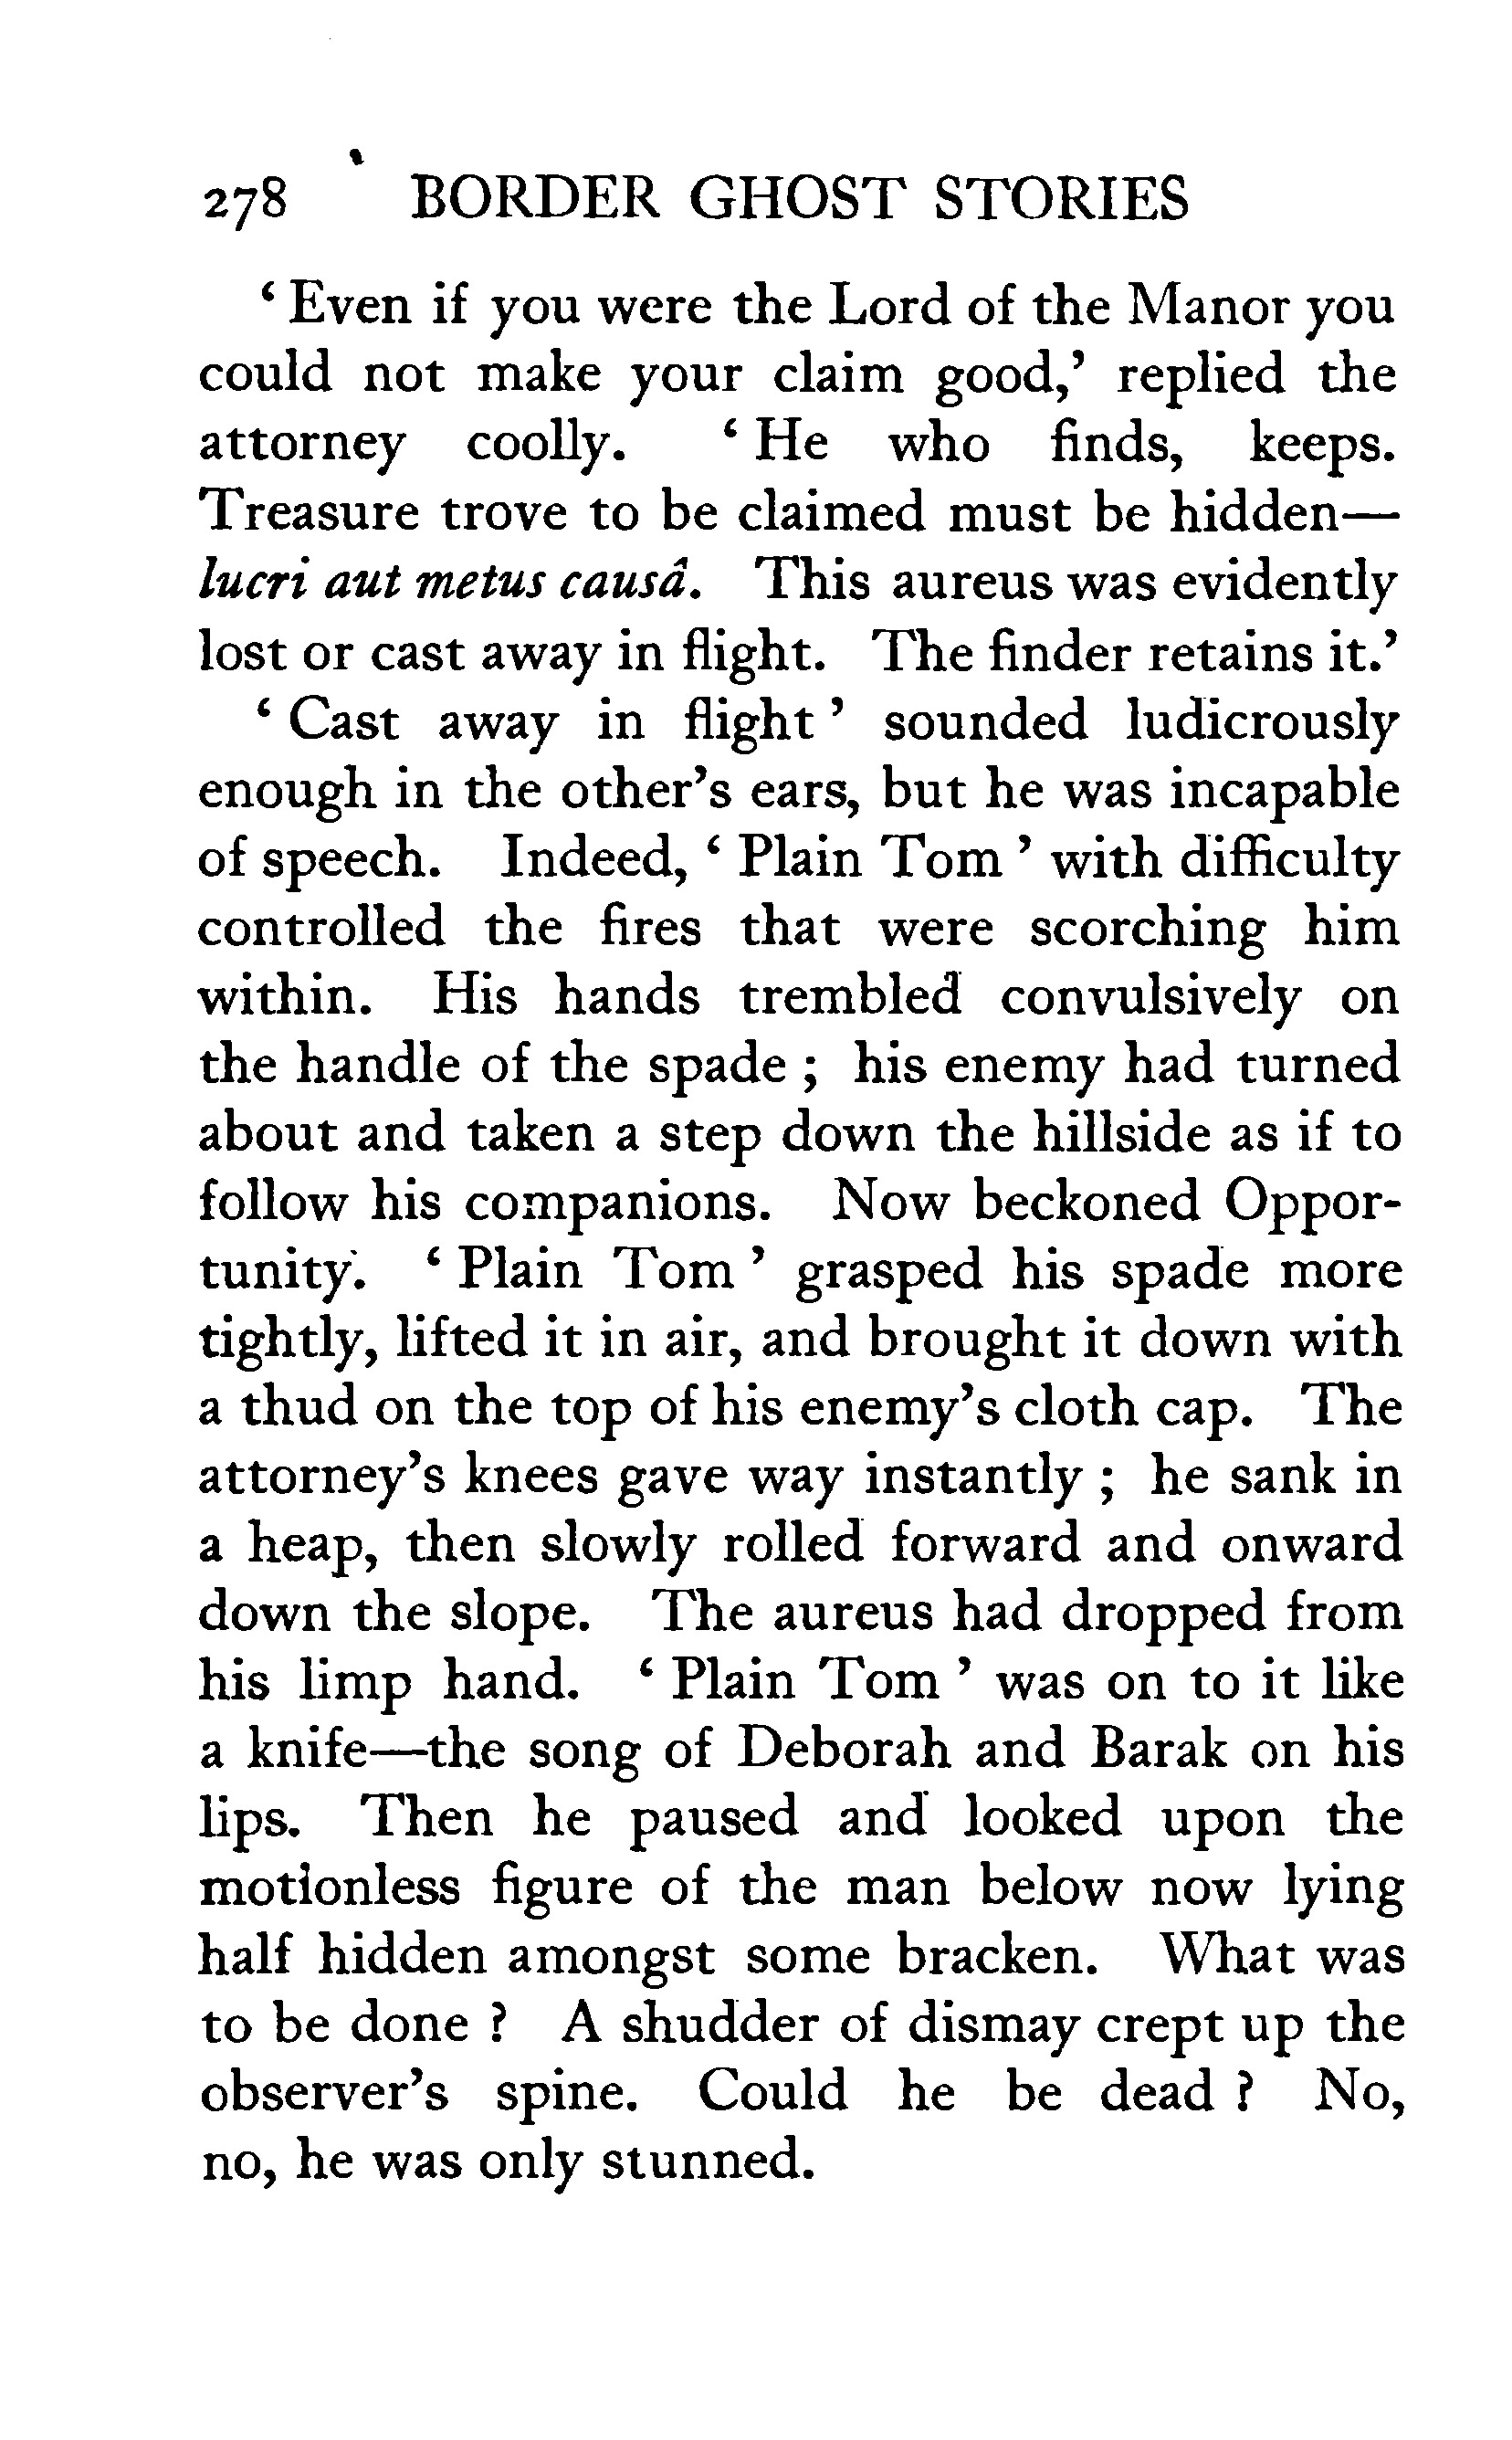 278 BORDER GHOST STORIES
‘ Even if you were the Lord of the Manor you
could not make your claim good,’ replied the
attorney coolly. ‘ He who finds, keeps.
Treasure trove to be claimed must be hidden—
lucri aut metus causâ. This aureus was evidently
lost or cast away in flight. The finder retains it.’
‘ Cast away in flight ’ sounded ludicrously
enough in the other’s ears, but he was incapable
of speech. Indeed, ‘ Plain Tom ’ with difficulty
controlled the fires that were scorching him
within. His hands trembled convulsively on
the handle of the spade ; his enemy had turned
about and taken a step down the hillside as if to
follow his companions. Now beckoned Oppor-
tunity. ‘ Plain Tom ’ grasped his spade more
tightly, lifted it in air, and brought it down with
a thud on the top of his enemy’s cloth cap. The
attorney’s knees gave way instantly ; he sank in
a heap, then slowly rolled forward and onward
down the slope. The aureus had dropped from
his limp hand. ‘ Plain Tom ’ was on to it like
a knife—the song of Deborah and Barak on his
lips. Then he paused and looked upon the
motionless figure of the man below now lying
half hidden amongst some bracken. What was
to be done ? A shudder of dismay crept up the
observer’s spine. Could he be dead ? No,
no, he was only stunned.